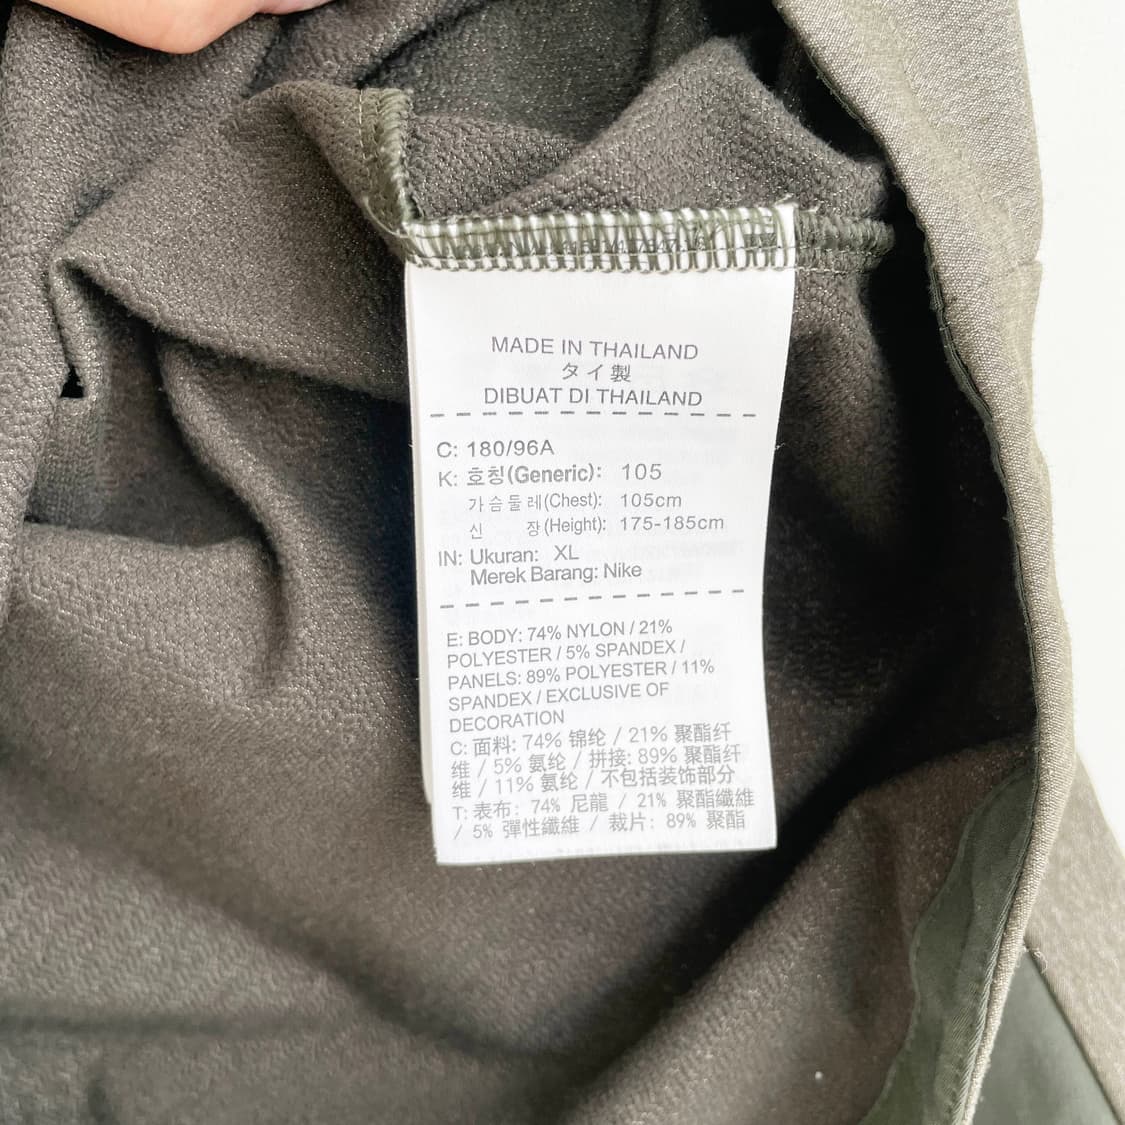 MADE IN THAILAND
タイ製
DIBUAT DI THAILAND
C: 180/96A
K: 호칭(Generic): 105
가슴둘레(Chest): 105cm
신 장(Height): 175-185cm
IN: Ukuran: XL
Merek Barang: Nike
E: BODY: 74% NYLON / 21%
POLYESTER / 5% SPANDEX /
PANELS: 89% POLYESTER / 11%
SPANDEX / EXCLUSIVE OF
DECORATION
C: 面料: 74% 锦纶 / 21% 聚酯纤
维 / 5% 氨纶 / 拼接: 89% 聚酯纤
维 / 11% 氨纶 / 不包括装饰部分
T: 表布: 74% 尼龍 / 21% 聚酯纖維
/ 5% 彈性纖維 / 裁片: 89% 聚酯